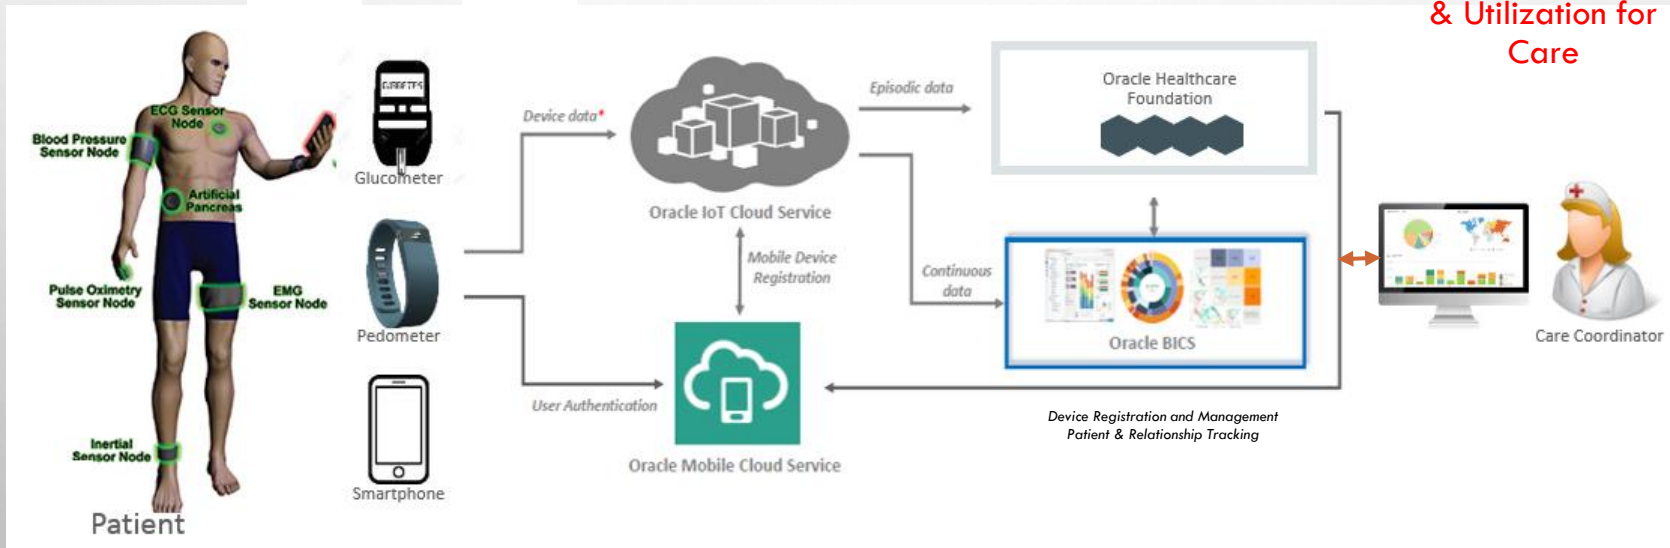 & Utilization for
Care
ECG Sensor
Node
Blood Pressure
Sensor Node
Artificial
Pancreas
Pulse Oximetry
Sensor Node
EMG
Sensor Node
Inertial
Sensor Node
Patient
Glucometer
Pedometer
Smartphone
Device data*
User Authentication
Oracle IoT Cloud Service
Mobile Device
Registration
Oracle Mobile Cloud Service
Episodic data
Continuous
data
Oracle Healthcare
Foundation
Oracle BICS
Device Registration and Management
Patient & Relationship Tracking
Care Coordinator